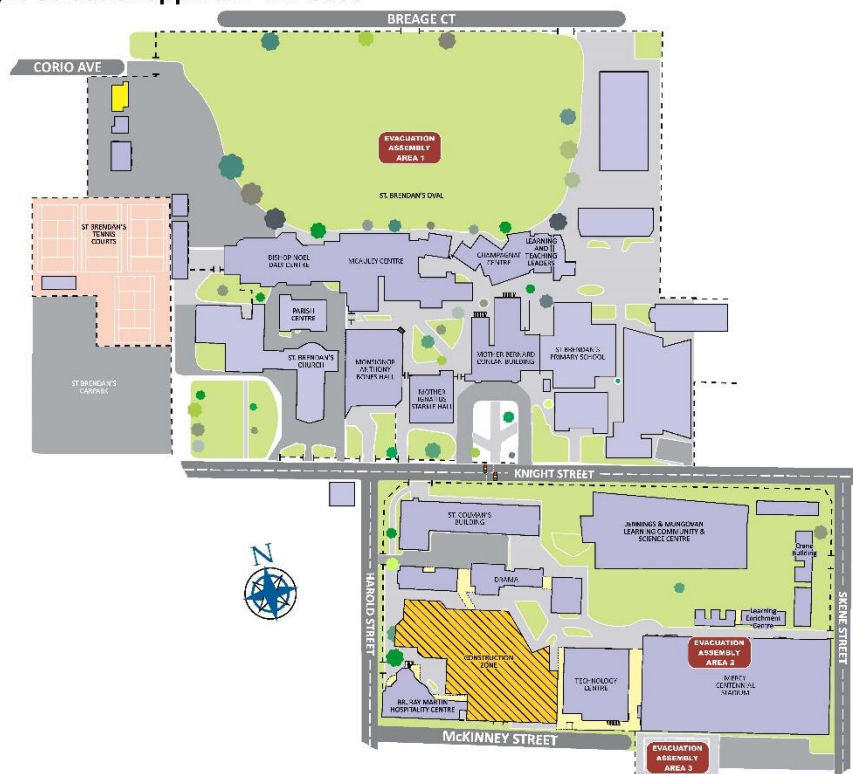 BREAGE CT
CORIO AVE
EVACUATION
ASSEMBLY
AREA 1
ST. BRENDAN'S OVAL
ST BRENDAN'S
TENNIS
COURTS
BISHOP NOEL
DALY CENTRE
MCAULEY CENTRE
CHAMPAGNAT
CENTRE
LEARNING
AND
TEACHING
LEADERS
PARISH
CENTRE
ST. BRENDAN'S
CHURCH
MONSIGNOR
ANTHONY
BONES HALL
MOTHER BERNARD
CONLAN BUILDING
ST BRENDAN'S
PRIMARY SCHOOL
MOTHER
IGNATIUS
STARKIE HALL
ST BRENDAN'S
CARPARK
KNIGHT STREET
ST. COLMAN'S
BUILDING
JENNINGS & MUNGOVAN
LEARNING COMMUNITY &
SCIENCE CENTRE
Crane
Building
N
HAROLD STREET
SKENE STREET
DRAMA
Learning
Enrichment
Centre
CONSTRUCTION
ZONE
EVACUATION
ASSEMBLY
AREA 2
TECHNOLOGY
CENTRE
MERCY
CENTENNIAL
STADIUM
BR. RAY MARTIN
HOSPITALITY CENTRE
McKINNEY STREET
EVACUATION
ASSEMBLY
AREA 3